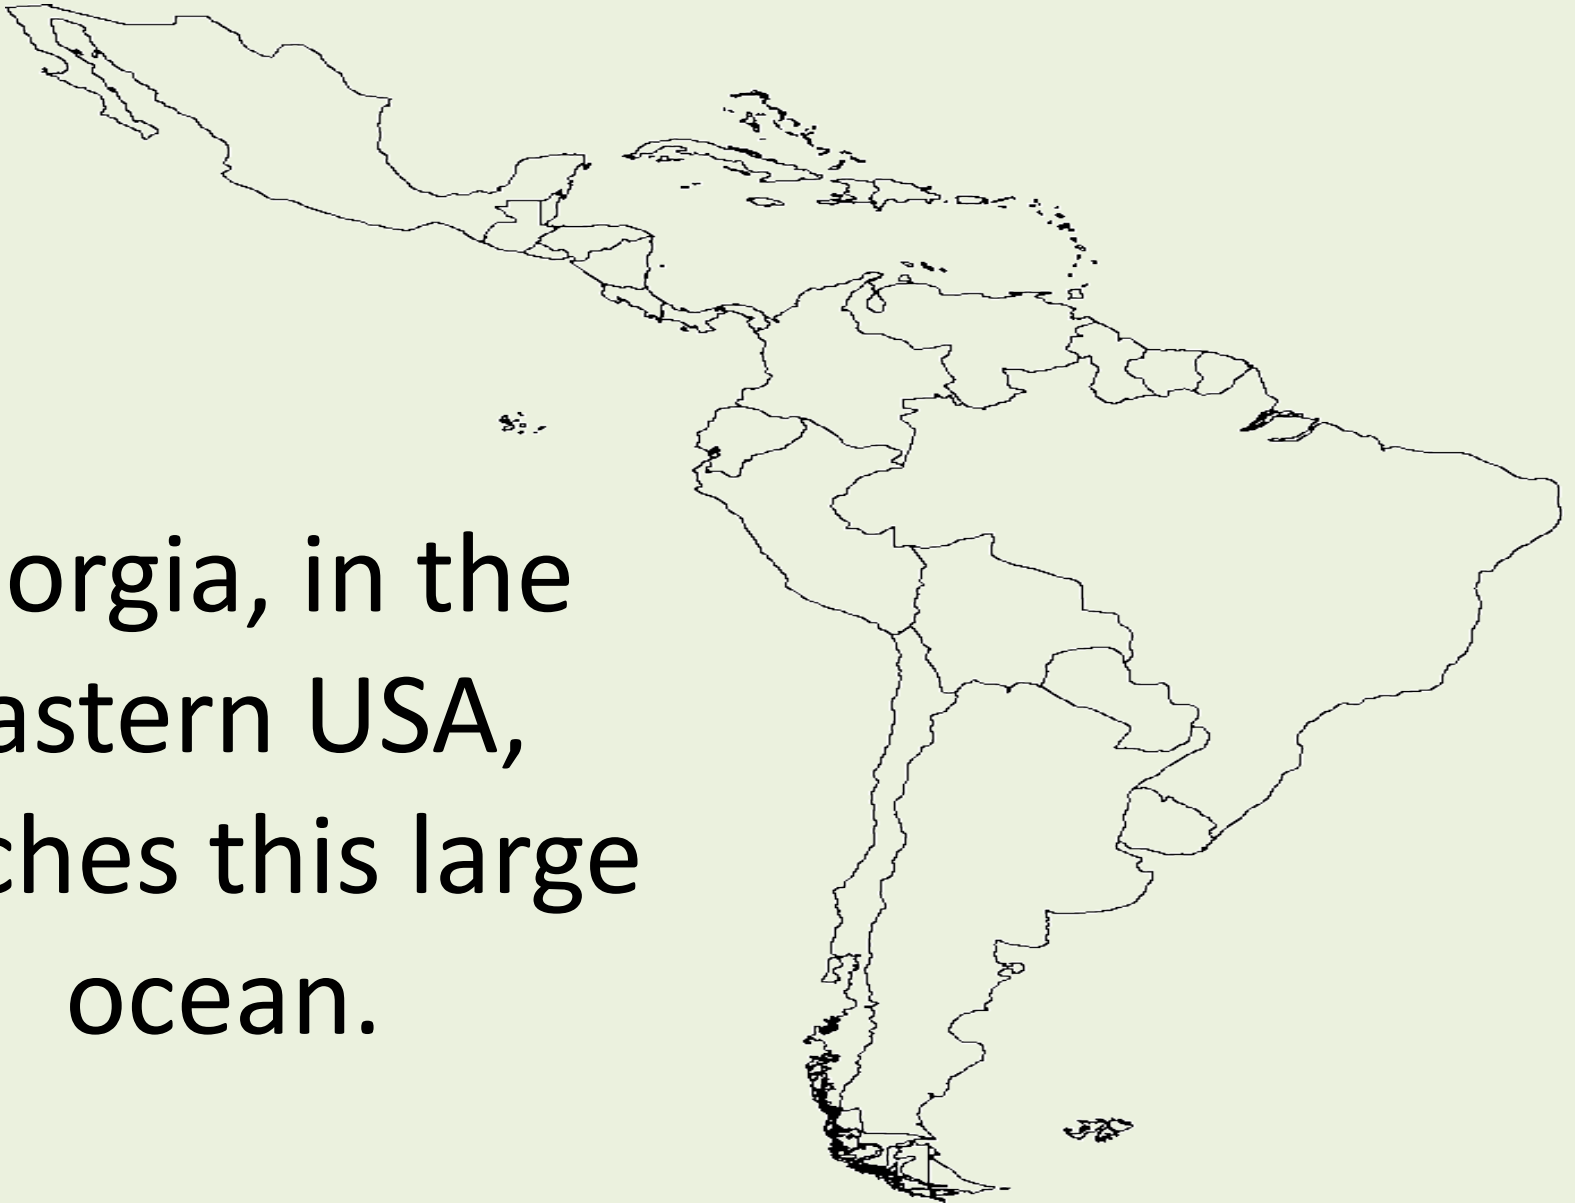 orgia, in the
astern USA,
ches this large
ocean.